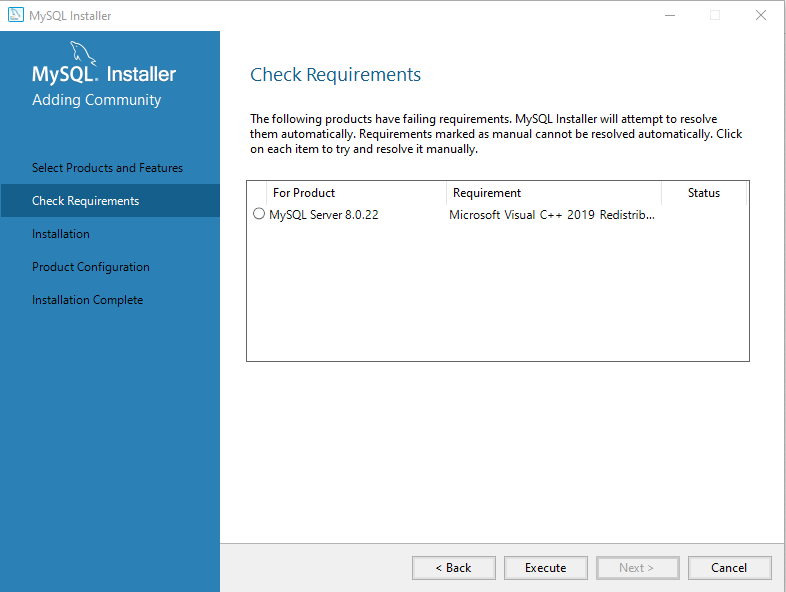 MySQL Installer
MySQL. Installer
Adding Community
Select Products and Features
Check Requirements
Installation
Product Configuration
Installation Complete
Check Requirements
The following products have failing requirements. MySQL Installer will attempt to resolve
them automatically. Requirements marked as manual cannot be resolved automatically. Click
on each item to try and resolve it manually.
For Product Requirement Status
MySQL Server 8.0.22 Microsoft Visual C++ 2019 Redistrib...
< Back Execute Next > Cancel